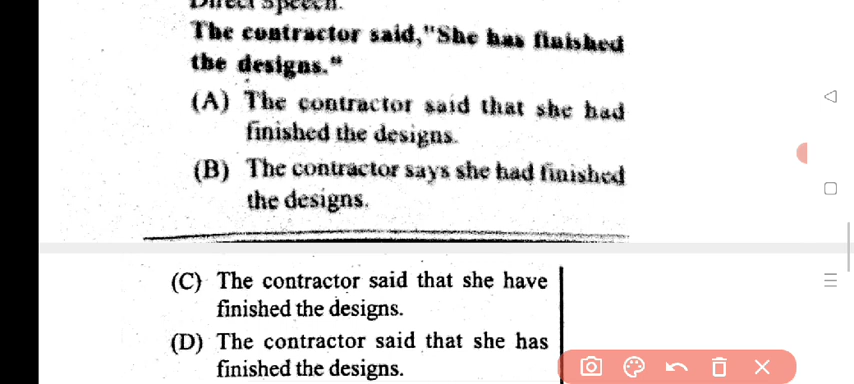 Direct Speech.
The contractor said,"She has finished
the designs."
(A) The contractor said that she had
finished the designs.
(B) The contractor says she had finished
the designs.
(C) The contractor said that she have
finished the designs.
(D) The contractor said that she has
finished the designs.